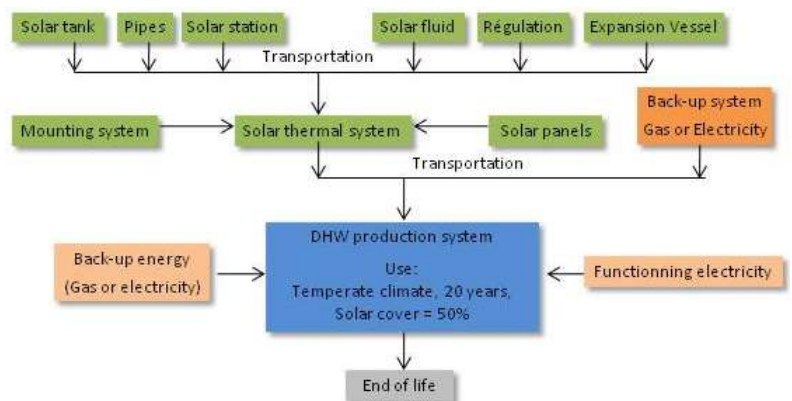 Solar tank
Pipes
Solar station
Solar fluid
Régulation
Expansion Vessel
Transportation
Mounting system
Solar thermal system
Solar panels
Back-up system
Gas or Electricity
Transportation
DHW production system
Use:
Temperate climate, 20 years,
Solar cover = 50%
Back-up energy
(Gas or electricity)
Functionning electricity
End of life